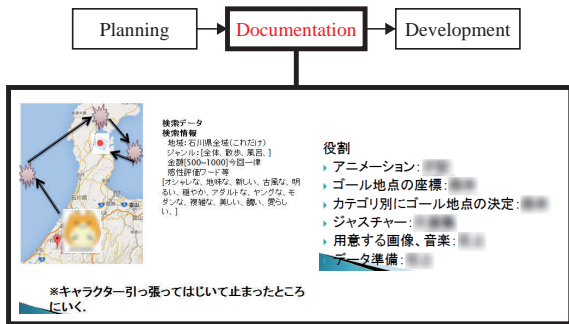 Planning
Documentation
Development
検索データ
検索情報
地域：石川県全域(これだけ)
ジャンル：[全体、散歩、風呂、]
金額[500~1000]今回一律
感性評価ワード等
[オシャレな、地味な、新しい、古風な、明
るい、穏やか、アダルトな、ヤングな、モ
ダンな、複雑な、美しい、醜い、愛らし
い、]
石川県
富山
※キャラクター引っ張ってはじいて止まったところ
にいく.
役割
アニメーション：
ゴール地点の座標：
カテゴリ別にゴール地点の決定：
ジャスチャー：
用意する画像、音楽：
データ準備：